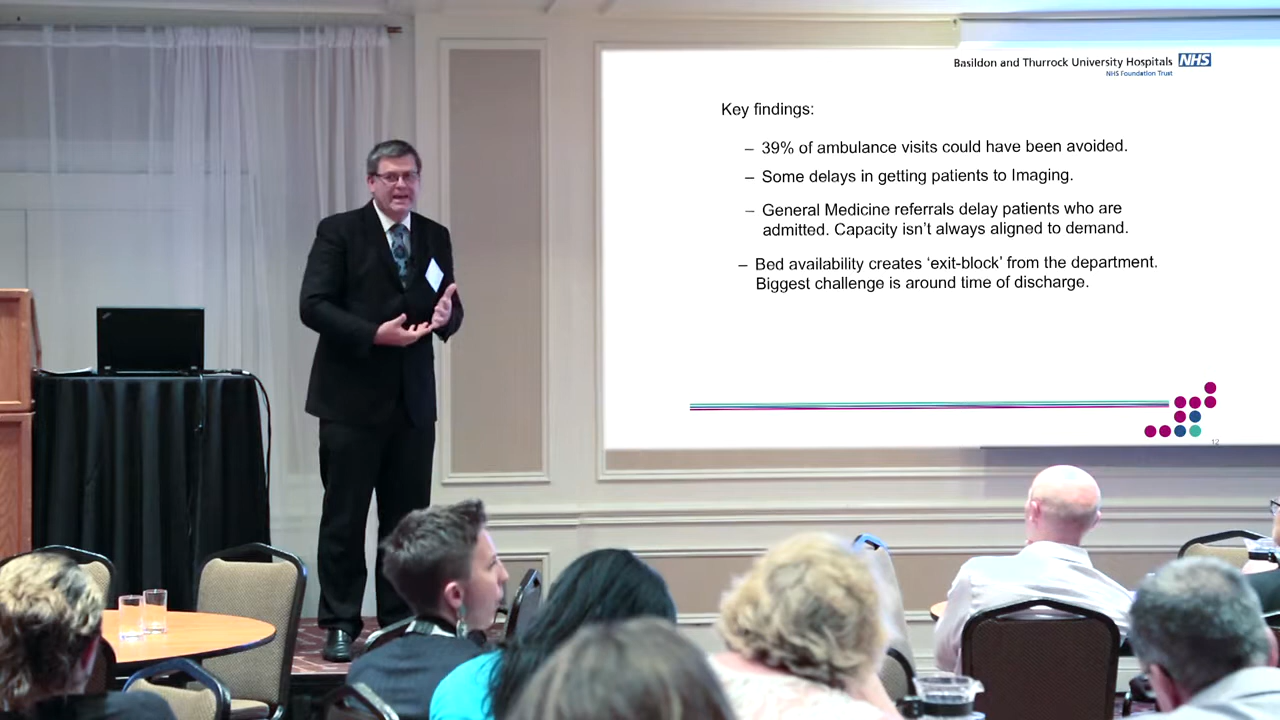 Basildon and Thurrock University Hospitals NHS
NHS Foundation Trust
Key findings:
– 39% of ambulance visits could have been avoided.
– Some delays in getting patients to Imaging.
– General Medicine referrals delay patients who are
admitted. Capacity isn't always aligned to demand.
– Bed availability creates ‘exit-block’ from the department.
Biggest challenge is around time of discharge.
12